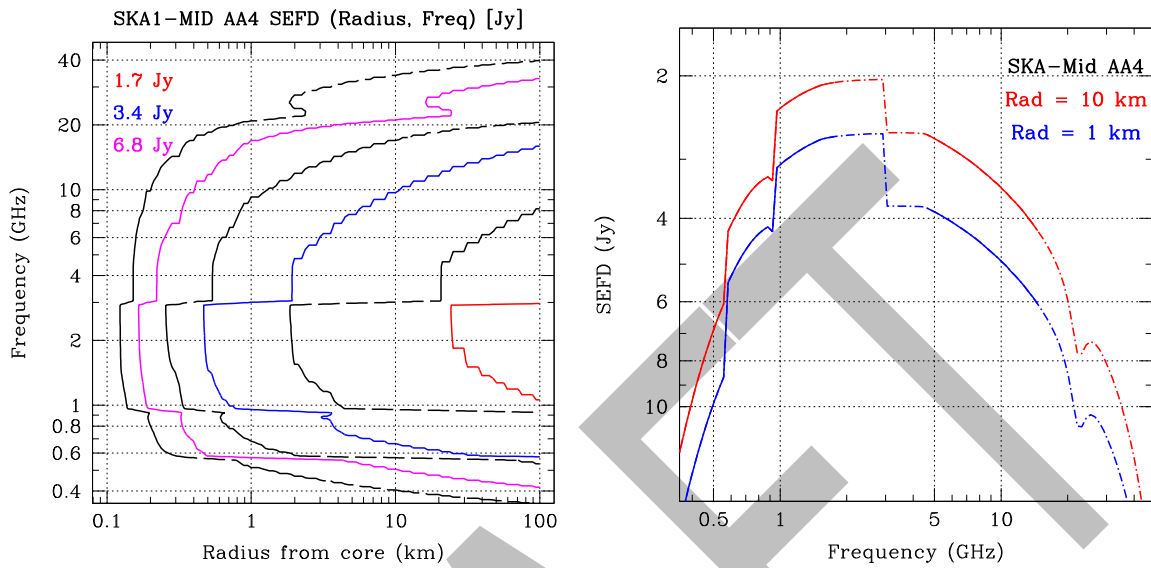 SKA1-MID AA4 SEFD (Radius, Freq) [Jy]
1.7 Jy
3.4 Jy
6.8 Jy
40
20
10
8
6
4
2
1
0.8
0.6
0.4
0.1
1
10
100
Frequency (GHz)
Radius from core (km)
SKA-Mid AA4
Rad = 10 km
Rad = 1 km
2
4
6
8
10
0.5
1
5
10
SEFD (Jy)
Frequency (GHz)